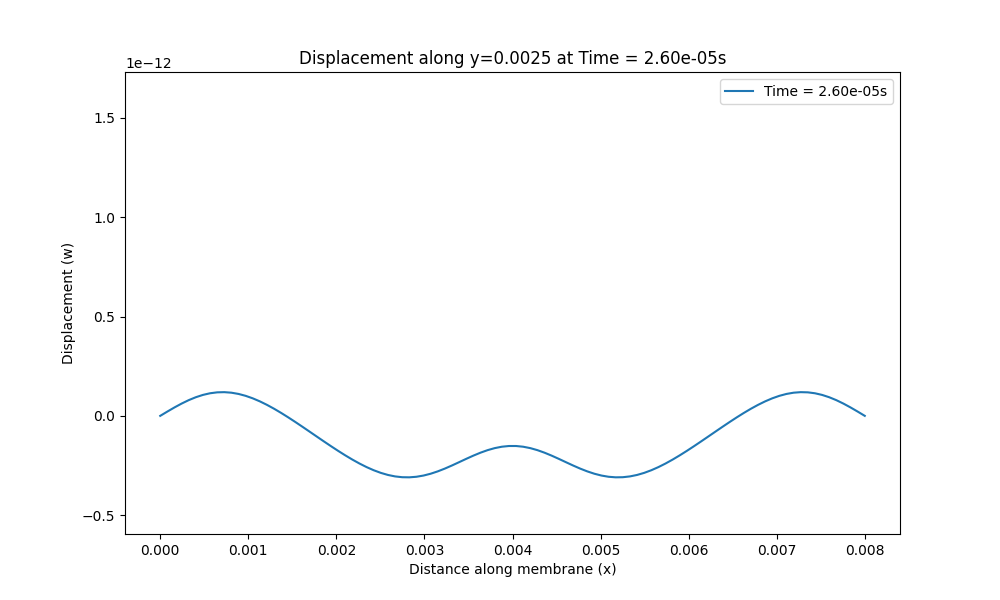 Displacement along y=0.0025 at Time = 2.60e-05s
1e−12
Time = 2.60e-05s
1.5
1.0
0.5
0.0
−0.5
Displacement (w)
0.000 0.001 0.002 0.003 0.004 0.005 0.006 0.007 0.008
Distance along membrane (x)